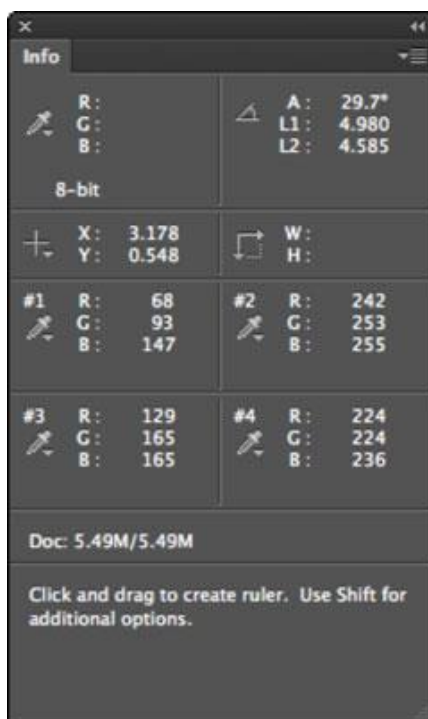 Info
R:
G:
B:
8-bit
A: 29.7°
L1: 4.980
L2: 4.585
X: 3.178
Y: 0.548
W:
H:
#1 R: 68
G: 93
B: 147
#2 R: 242
G: 253
B: 255
#3 R: 129
G: 165
B: 165
#4 R: 224
G: 224
B: 236
Doc: 5.49M/5.49M
Click and drag to create ruler. Use Shift for
additional options.